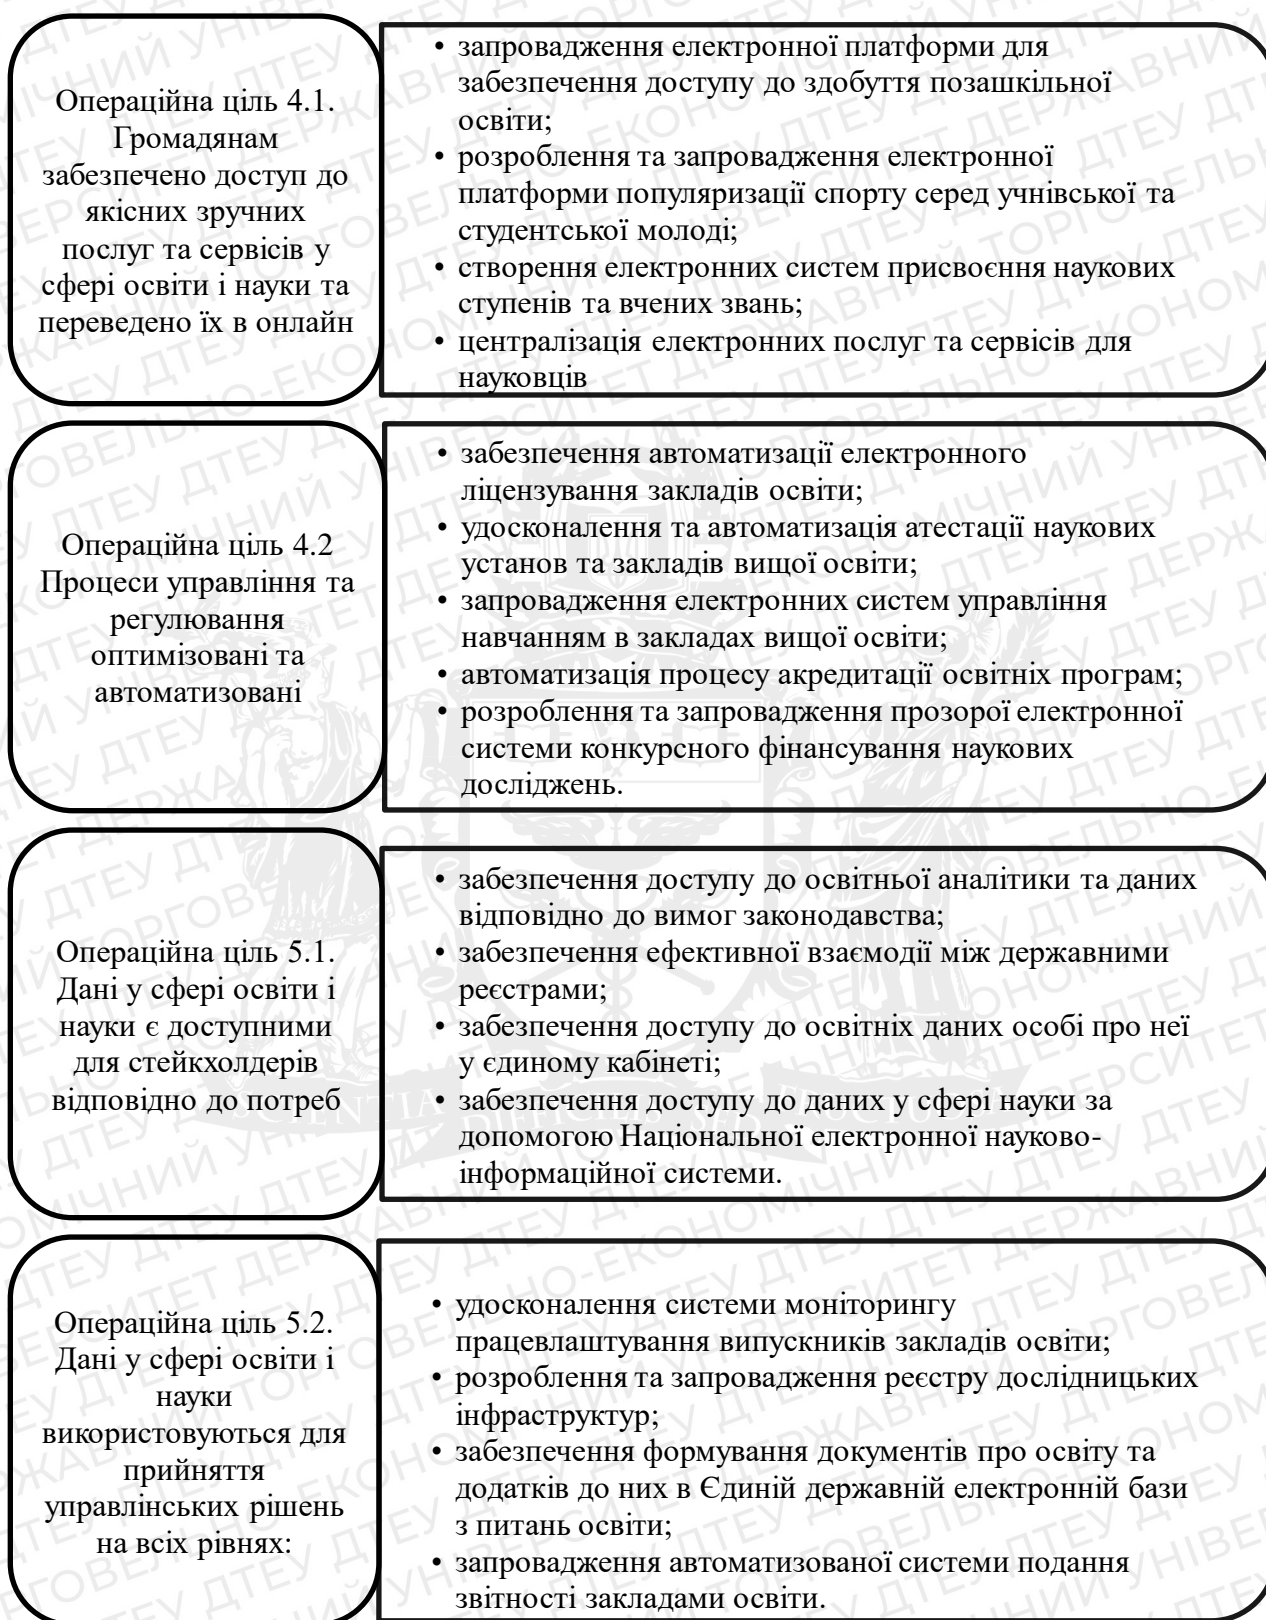 Операційна ціль 4.1.
Громадянам
забезпечено доступ до
якісних зручних
послуг та сервісів у
сфері освіти і науки та
переведено їх в онлайн
• запровадження електронної платформи для
забезпечення доступу до здобуття позашкільної
освіти;
• розроблення та запровадження електронної
платформи популяризації спорту серед учнівської та
студентської молоді;
• створення електронних систем присвоєння наукових
ступенів та вчених звань;
• централізація електронних послуг та сервісів для
науковців
Операційна ціль 4.2
Процеси управління та
регулювання
оптимізовані та
автоматизовані
• забезпечення автоматизації електронного
ліцензування закладів освіти;
• удосконалення та автоматизація атестації наукових
установ та закладів вищої освіти;
• запровадження електронних систем управління
навчанням в закладах вищої освіти;
• автоматизація процесу акредитації освітніх програм;
• розроблення та запровадження прозорої електронної
системи конкурсного фінансування наукових
досліджень.
Операційна ціль 5.1.
Дані у сфері освіти і
науки є доступними
для стейкхолдерів
відповідно до потреб
• забезпечення доступу до освітньої аналітики та даних
відповідно до вимог законодавства;
• забезпечення ефективної взаємодії між державними
реєстрами;
• забезпечення доступу до освітніх даних особі про неї
у єдиному кабінеті;
• забезпечення доступу до даних у сфері науки за
допомогою Національної електронної науково-
інформаційної системи.
Операційна ціль 5.2.
Дані у сфері освіти і
науки
використовуються для
прийняття
управлінських рішень
на всіх рівнях:
• удосконалення системи моніторингу
працевлаштування випускників закладів освіти;
• розроблення та запровадження реєстру дослідницьких
інфраструктур;
• забезпечення формування документів про освіту та
додатків до них в Єдиній державній електронній бази
з питань освіти;
• запровадження автоматизованої системи подання
звітності закладами освіти.